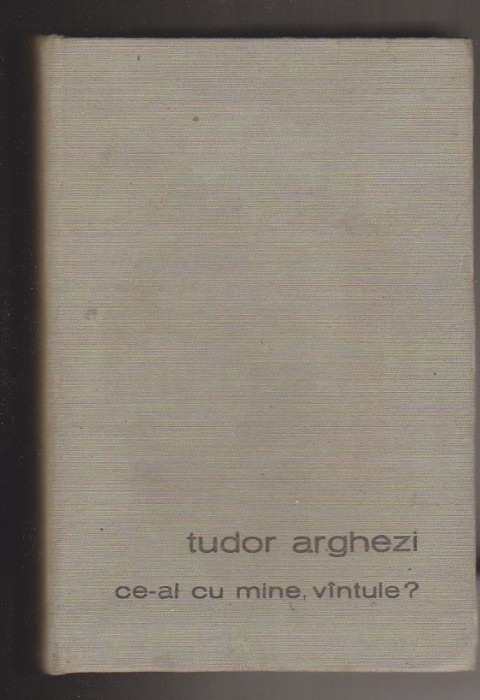 tudor arghezi
ce-ai cu mine, vîntule?